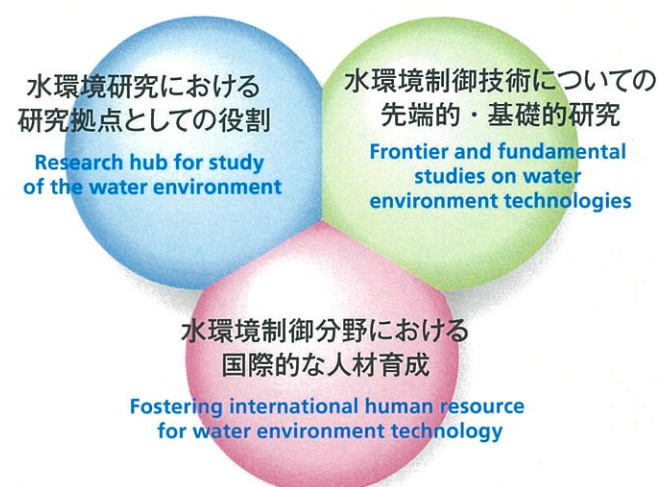 水環境研究における
研究拠点としての役割
Research hub for study
of the water environment
水環境制御技術についての
先端的・基礎的研究
Frontier and fundamental
studies on water
environment technologies
水環境制御分野における
国際的な人材育成
Fostering international human resource
for water environment technology